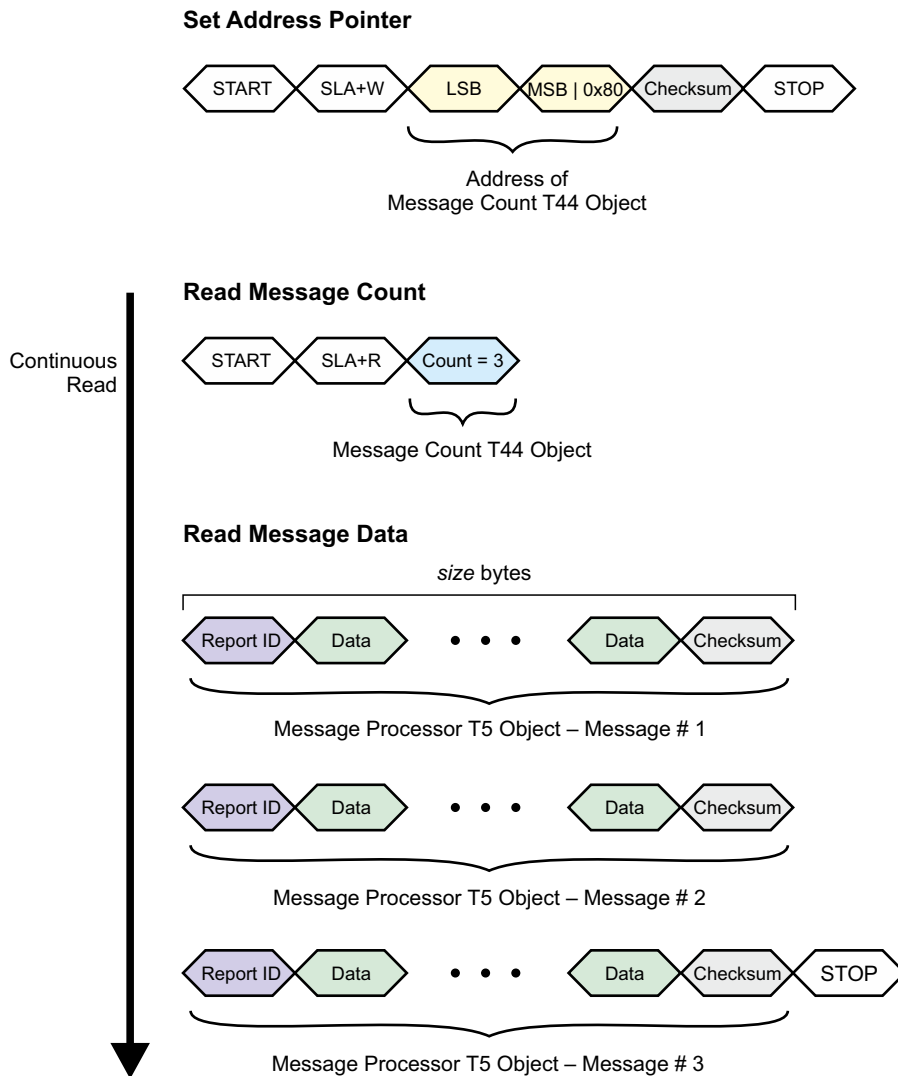 Set Address Pointer
START SLA+W LSB MSB | 0x80 Checksum STOP
Address of
Message Count T44 Object
Read Message Count
Continuous
Read
START SLA+R Count = 3
Message Count T44 Object
Read Message Data
size bytes
Report ID Data • • • Data Checksum
Message Processor T5 Object – Message # 1
Report ID Data • • • Data Checksum
Message Processor T5 Object – Message # 2
Report ID Data • • • Data Checksum STOP
Message Processor T5 Object – Message # 3